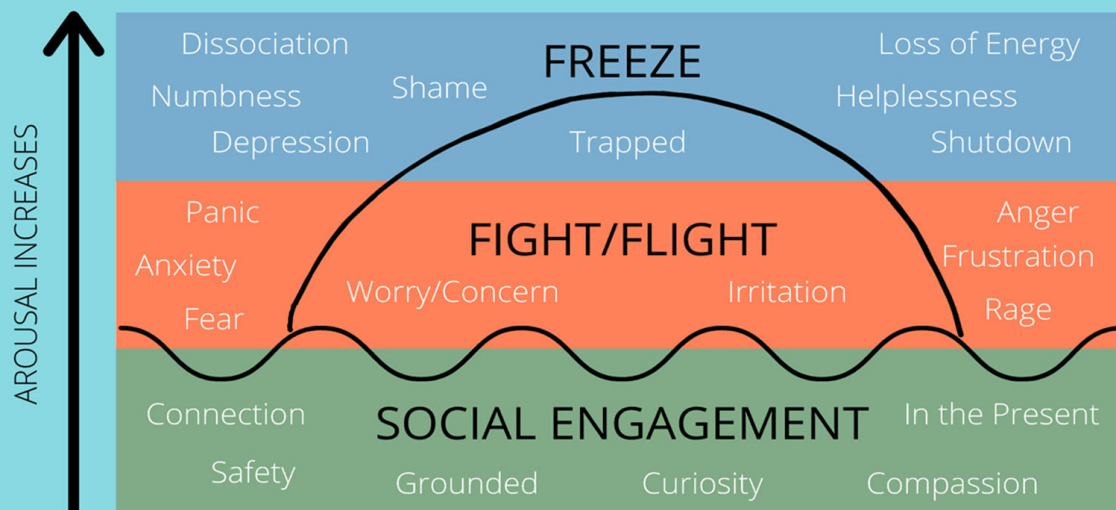 AROUSAL INCREASES
Dissociation
FREEZE
Loss of Energy
Numbness
Shame
Helplessness
Depression
Trapped
Shutdown
Panic
Anger
FIGHT/FLIGHT
Anxiety
Frustration
Worry/Concern
Irritation
Fear
Rage
Connection
SOCIAL ENGAGEMENT
In the Present
Safety
Grounded
Curiosity
Compassion